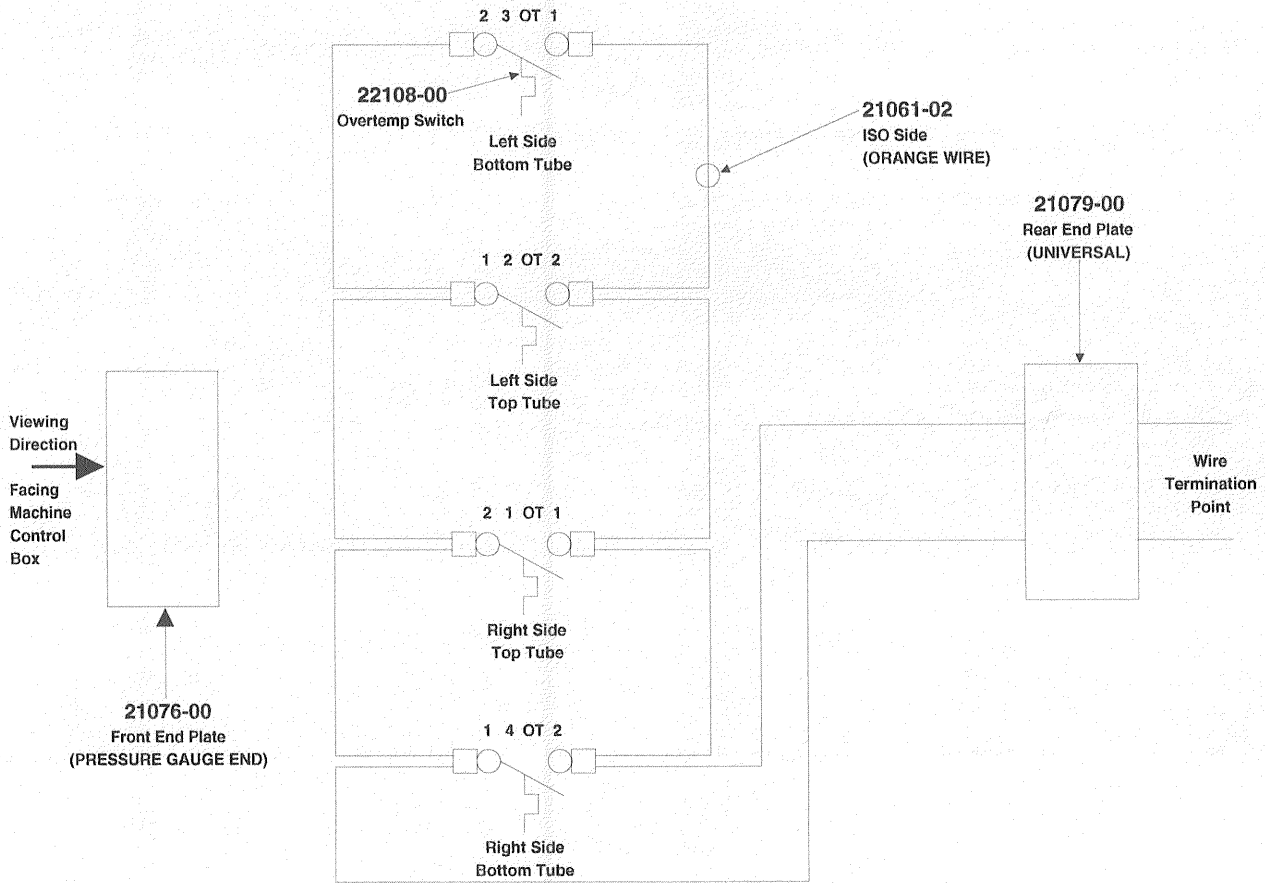 2 3 OT 1
22108-00
Overtemp Switch
Left Side
Bottom Tube
21061-02
ISO Side
(ORANGE WIRE)
21079-00
Rear End Plate
(UNIVERSAL)
1 2 OT 2
Left Side
Top Tube
Viewing
Direction
Facing
Machine
Control
Box
Wire
Termination
Point
2 1 OT 1
Right Side
Top Tube
21076-00
Front End Plate
(PRESSURE GAUGE END)
1 4 OT 2
Right Side
Bottom Tube